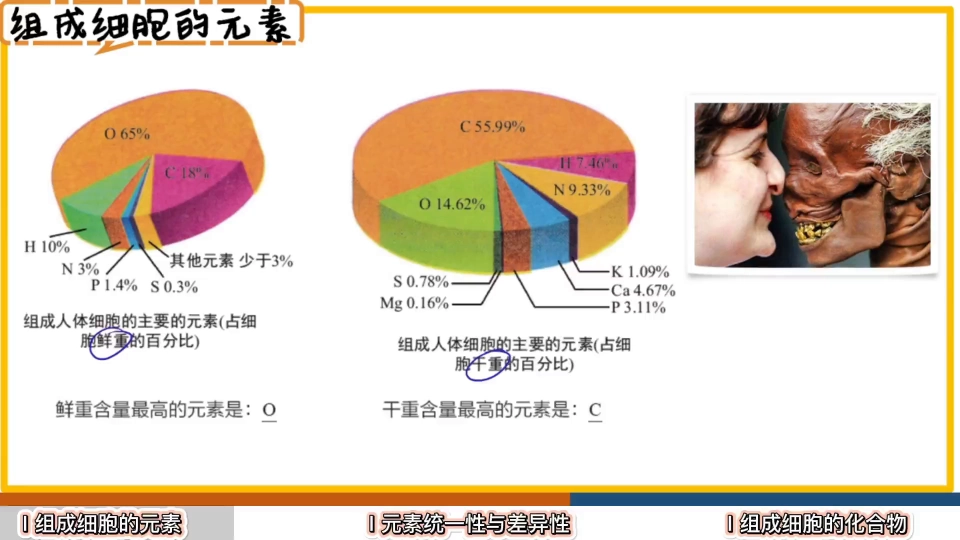 组成细胞的元素
O 65%
C 18%
H 10%
N 3%
P 1.4%
S 0.3%
其他元素 少于3%
组成人体细胞的主要的元素(占细
胞鲜重的百分比)
鲜重含量最高的元素是：O
C 55.99%
H 7.46%
N 9.33%
O 14.62%
S 0.78%
Mg 0.16%
K 1.09%
Ca 4.67%
P 3.11%
组成人体细胞的主要的元素(占细
胞干重的百分比)
干重含量最高的元素是：C
组成细胞的元素
元素统一性与差异性
组成细胞的化合物